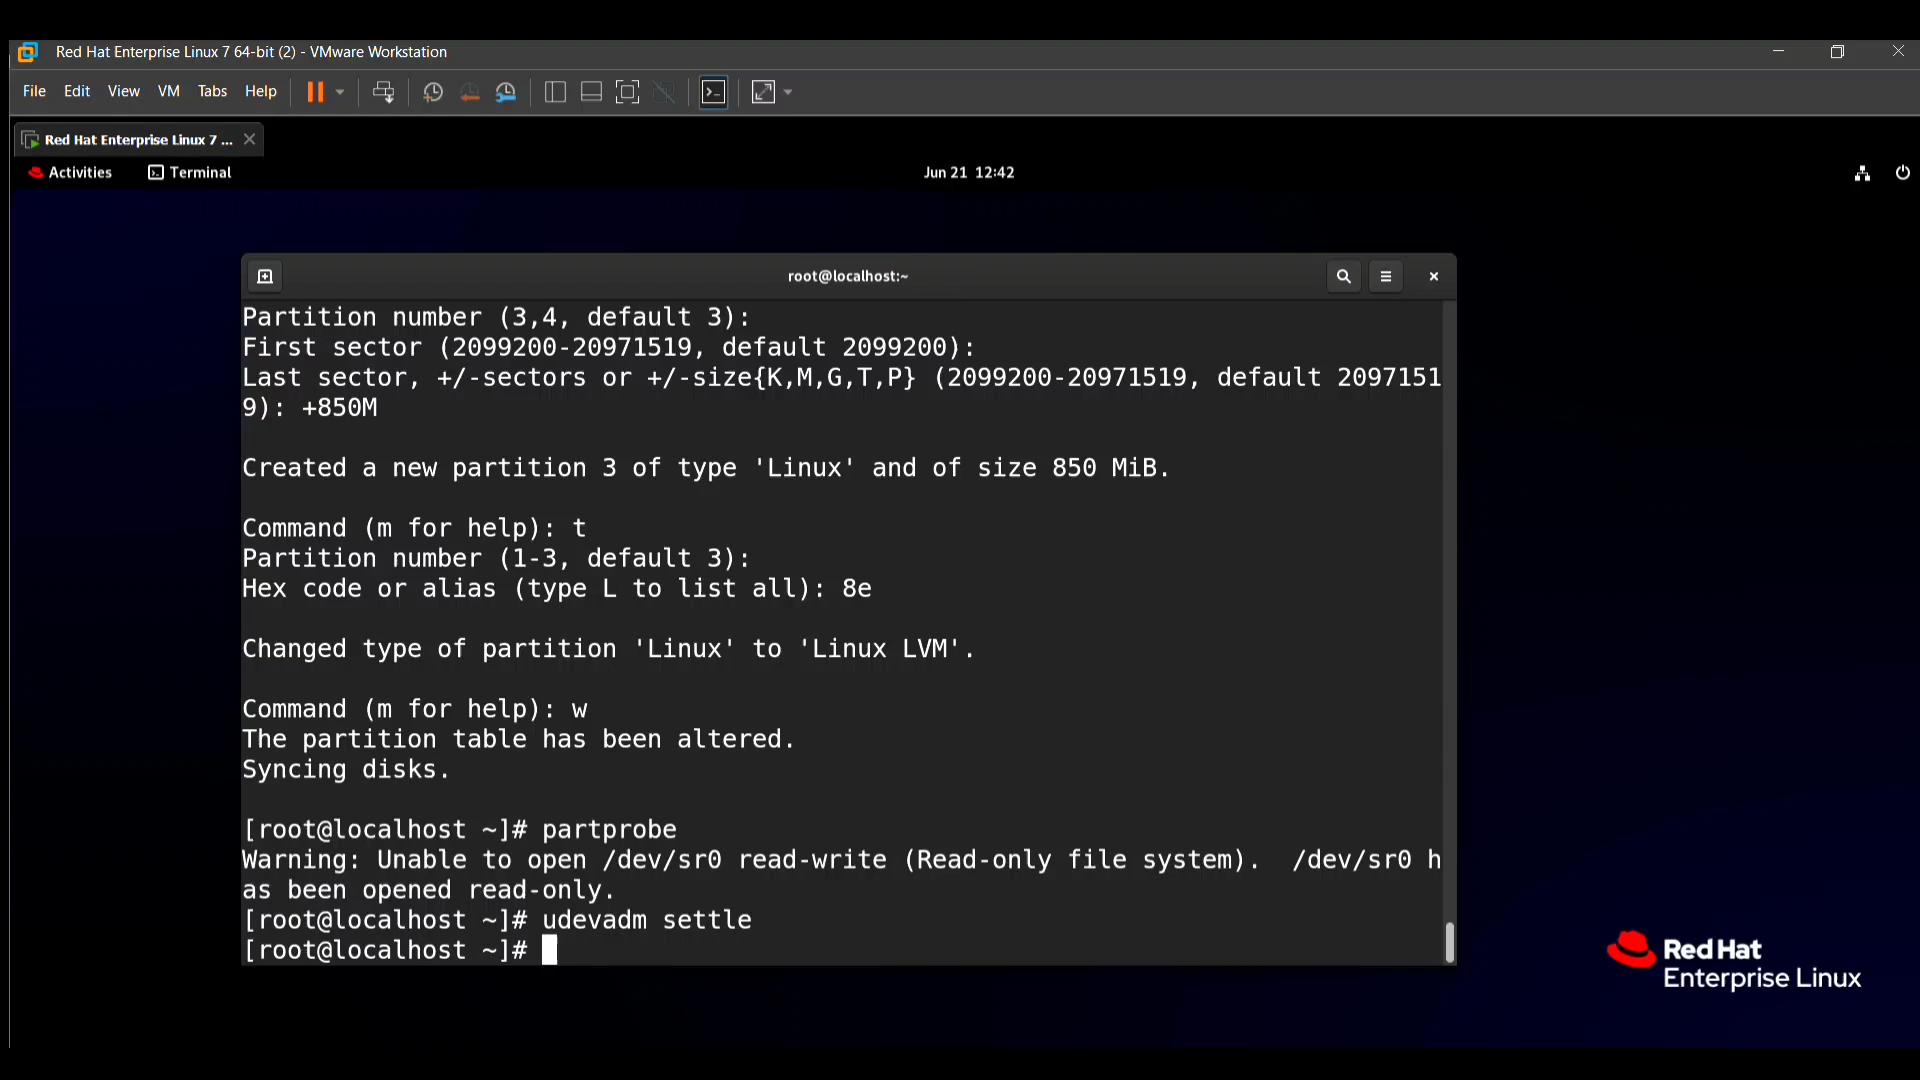 Red Hat Enterprise Linux 7 64-bit (2) - VMware Workstation
File Edit View VM Tabs Help
Red Hat Enterprise Linux 7 ...
Activities Terminal Jun 21 12:42
root@localhost:~
Partition number (3,4, default 3):
First sector (2099200-20971519, default 2099200):
Last sector, +/-sectors or +/-size{K,M,G,T,P} (2099200-20971519, default 2097151
9): +850M
Created a new partition 3 of type 'Linux' and of size 850 MiB.
Command (m for help): t
Partition number (1-3, default 3):
Hex code or alias (type L to list all): 8e
Changed type of partition 'Linux' to 'Linux LVM'.
Command (m for help): w
The partition table has been altered.
Syncing disks.
[root@localhost ~]# partprobe
Warning: Unable to open /dev/sr0 read-write (Read-only file system).  /dev/sr0 h
as been opened read-only.
[root@localhost ~]# udevadm settle
[root@localhost ~]#
Red Hat
Enterprise Linux